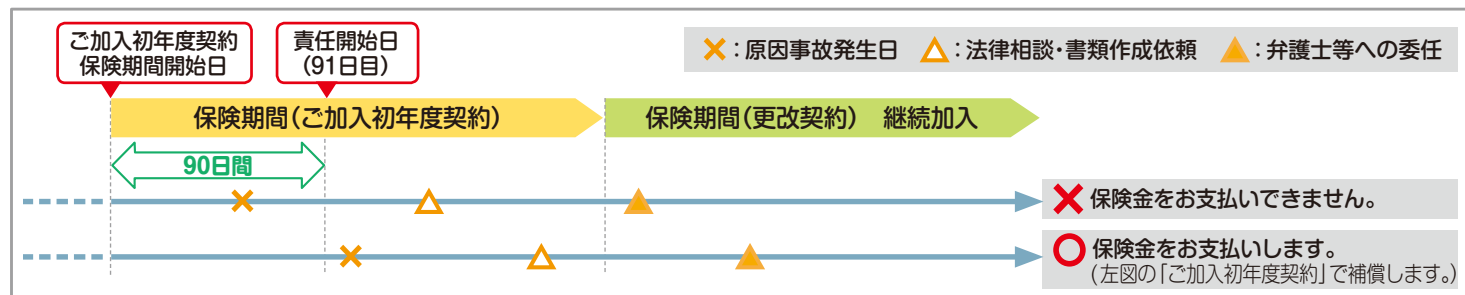 ご加入初年度契約
保険期間開始日
責任開始日
(91日目)
×：原因事故発生日 △：法律相談・書類作成依頼 ▲：弁護士等への委任
保険期間(ご加入初年度契約)
保険期間(更改契約) 継続加入
90日間
× 保険金をお支払いできません。
○ 保険金をお支払いします。
(左図の「ご加入初年度契約」で補償します。)